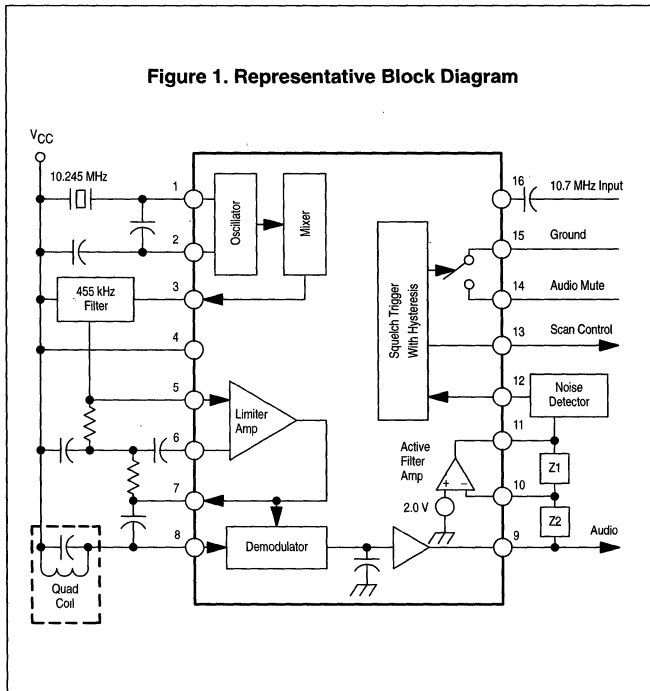 Figure 1. Representative Block Diagram
VCC
10.245 MHz
1
2
3
4
5
6
7
8
455 kHz
Filter
Oscillator
Mixer
Limiter
Amp
Demodulator
Quad
Coil
Squelch Trigger
With Hysteresis
Active
Filter
Amp
+ −
2.0 V
16
10.7 MHz Input
15
Ground
14
Audio Mute
13
Scan Control
12
Noise
Detector
11
Z1
10
Z2
9
Audio